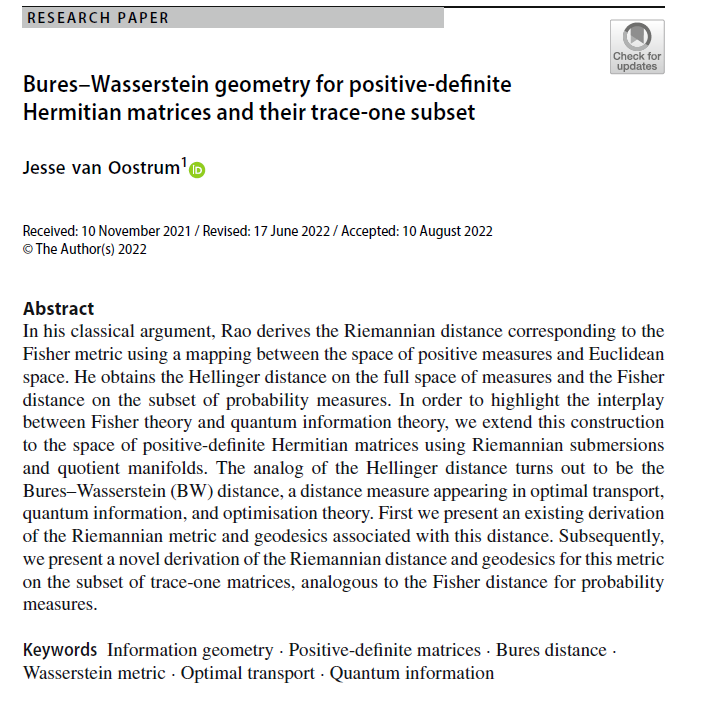 RESEARCH PAPER
Check for
updates
Bures–Wasserstein geometry for positive-definite
Hermitian matrices and their trace-one subset
Jesse van Oostrum¹ iD
Received: 10 November 2021 / Revised: 17 June 2022 / Accepted: 10 August 2022
© The Author(s) 2022
Abstract
In his classical argument, Rao derives the Riemannian distance corresponding to the
Fisher metric using a mapping between the space of positive measures and Euclidean
space. He obtains the Hellinger distance on the full space of measures and the Fisher
distance on the subset of probability measures. In order to highlight the interplay
between Fisher theory and quantum information theory, we extend this construction
to the space of positive-definite Hermitian matrices using Riemannian submersions
and quotient manifolds. The analog of the Hellinger distance turns out to be the
Bures–Wasserstein (BW) distance, a distance measure appearing in optimal transport,
quantum information, and optimisation theory. First we present an existing derivation
of the Riemannian metric and geodesics associated with this distance. Subsequently,
we present a novel derivation of the Riemannian distance and geodesics for this metric
on the subset of trace-one matrices, analogous to the Fisher distance for probability
measures.
Keywords Information geometry · Positive-definite matrices · Bures distance ·
Wasserstein metric · Optimal transport · Quantum information